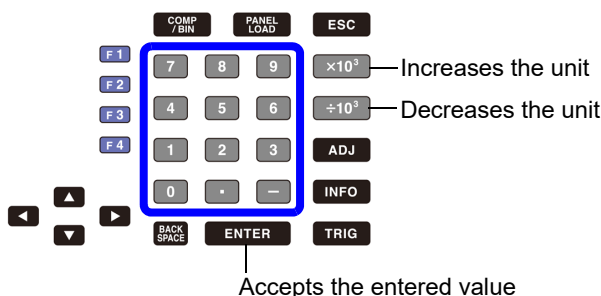 COMP /BIN PANEL LOAD ESC
F1 7 8 9 ×10³ Increases the unit
F2
F3 4 5 6 ÷10³ Decreases the unit
F4 1 2 3 ADJ
0 . − INFO
BACK SPACE ENTER TRIG
Accepts the entered value